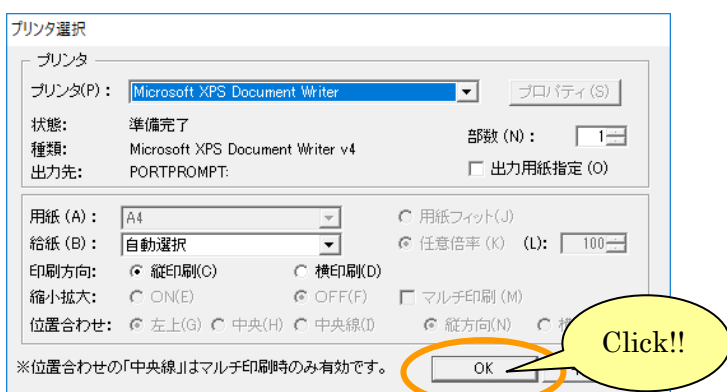 プリンタ選択
プリンタ
プリンタ(P): Microsoft XPS Document Writer プロパティ(S)
状態: 準備完了
部数(N): 1
種類: Microsoft XPS Document Writer v4
出力先: PORTPROMPT: 出力用紙指定(O)
用紙(A): A4 用紙フィット(J)
給紙(B): 自動選択 任意倍率(K) (L): 100
印刷方向: 縦印刷(C) 横印刷(D)
縮小拡大: ON(E) OFF(F) マルチ印刷(M)
位置合わせ: 左上(G) 中央(H) 中央線(I) 縦方向(N)
Click!!
※位置合わせの「中央線」はマルチ印刷時のみ有効です。 OK